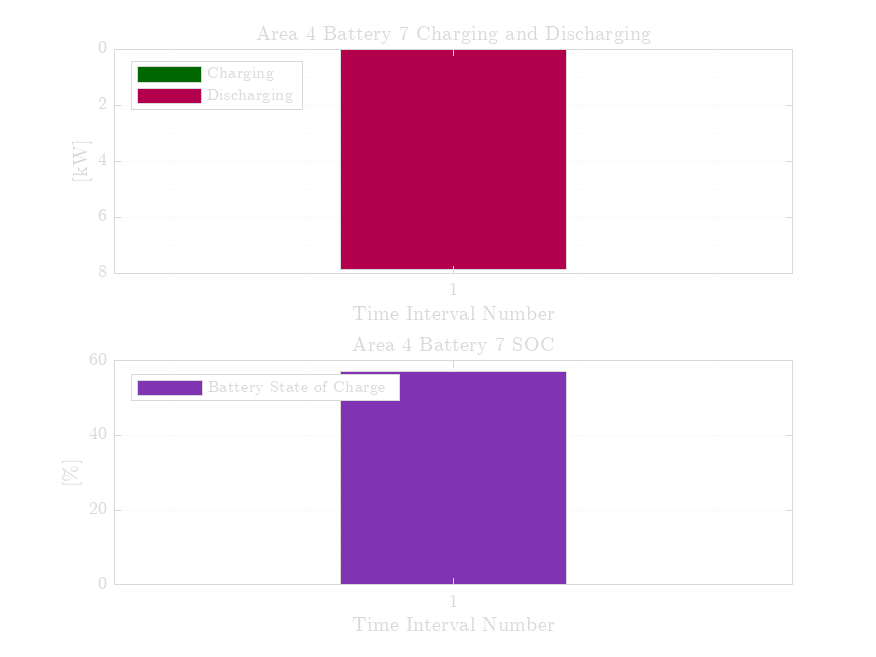 Area 4 Battery 7 Charging and Discharging
0
Charging
Discharging
2
[kW]
4
6
8
1
Time Interval Number
Area 4 Battery 7 SOC
60
Battery State of Charge
40
[%]
20
0
1
Time Interval Number